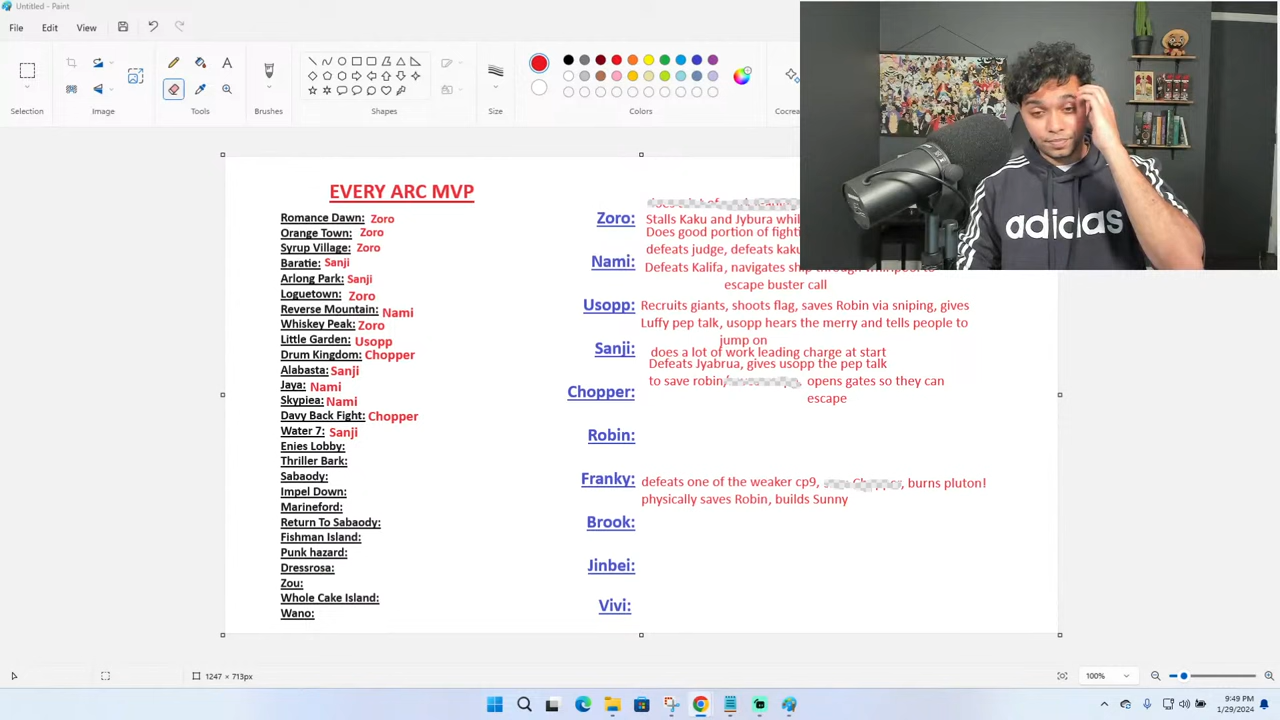 Untitled - Paint
File
Edit
View
Selection
Image
Tools
Brushes
Shapes
Size
Colors
Cocrea
adidas
EVERY ARC MVP
Romance Dawn: Zoro
Orange Town: Zoro
Syrup Village: Zoro
Baratie: Sanji
Arlong Park: Sanji
Loguetown: Zoro
Reverse Mountain: Nami
Whiskey Peak: Zoro
Little Garden: Usopp
Drum Kingdom: Chopper
Alabasta: Sanji
Jaya: Nami
Skypiea: Nami
Davy Back Fight: Chopper
Water 7: Sanji
Enies Lobby:
Thriller Bark:
Sabaody:
Impel Down:
Marineford:
Return To Sabaody:
Fishman Island:
Punk hazard:
Dressrosa:
Zou:
Whole Cake Island:
Wano:
Zoro: Stalls Kaku and Jybura whil
Does good portion of fighti
defeats judge, defeats kaku
Nami: Defeats Kalifa, navigates ship through whirlpool to
escape buster call
Usopp: Recruits giants, shoots flag, saves Robin via sniping, gives
Luffy pep talk, usopp hears the merry and tells people to
jump on
Sanji: does a lot of work leading charge at start
Defeats Jyabrua, gives usopp the pep talk
to save robin, opens gates so they can
escape
Chopper:
Robin:
Franky: defeats one of the weaker cp9, , burns pluton!
physically saves Robin, builds Sunny
Brook:
Jinbei:
Vivi:
1247 × 713px
100%
9:49 PM
1/29/2024